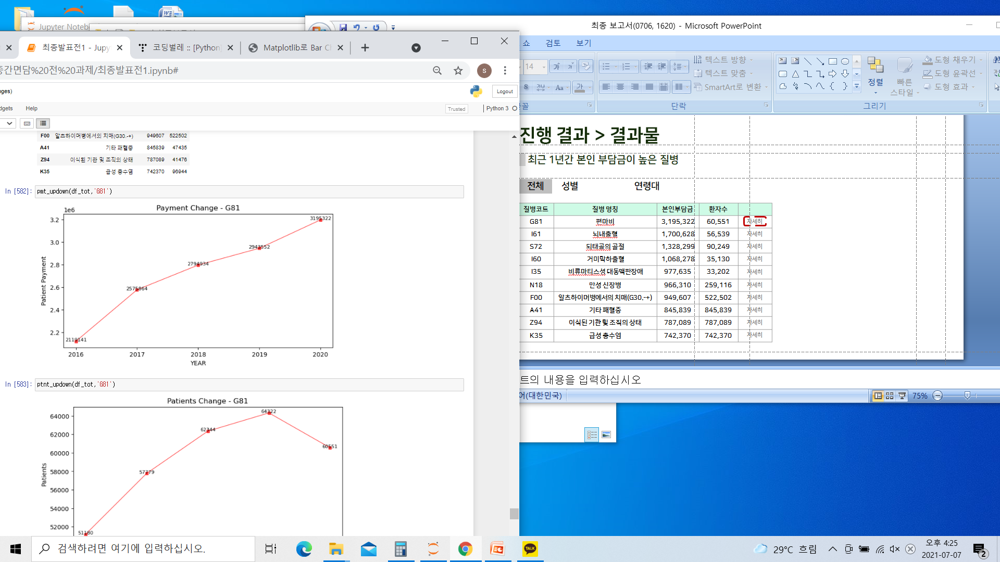 Jupyter Noteb
최종 보고서(0706, 1620) - Microsoft PowerPoint
최종발표전1 - Jupy
코딩벌레 :: [Python]
Matplotlib로 Bar Ch
쇼 검토 보기
중간면담%20전%20과제/최종발표전1.ipynb#
s
14
텍스트 방향
텍스트 맞춤
SmartArt로 변환
정렬
빠른
스타일
도형 채우기
도형 윤곽선
도형 효과
단락
그리기
nges)
Logout
dgets Help
Trusted
Python 3
F00 알츠하이머병에서의 치매(G30.-+) 949607 522502
A41 기타 패혈증 845839 47435
Z94 이식된 기관 및 조직의 상태 787089 41476
K35 급성 충수염 742370 96944
In [582]: pmt_updown(df_tot,'G81')
Payment Change - G81
1e6
3.2
3.0
2.8
2.6
2.4
2.2
Patient Payment
2119141
2575864
2794934
2943552
3195322
2016 2017 2018 2019 2020
YEAR
In [583]: ptnt_updown(df_tot,'G81')
Patients Change - G81
64000
62000
60000
58000
56000
54000
52000
Patients
51180
57779
62344
64322
60551
진행 결과 > 결과물
최근 1년간 본인 부담금이 높은 질병
전체 성별 연령대
질병코드 질병 명칭 본인부담금 환자수
G81 편마비 3,195,322 60,551 자세히
I61 뇌내출혈 1,700,628 56,539 자세히
S72 되태골의 골절 1,328,299 90,249 자세히
I60 거미막하출혈 1,068,278 35,130 자세히
I35 비류마티스성 대동맥판장애 977,635 33,202 자세히
N18 만성 신장병 966,310 259,116 자세히
F00 알츠하이머병에서의 치매(G30.-+) 949,607 522,502 자세히
A41 기타 패혈증 845,839 845,839 자세히
Z94 이식된 기관 및 조직의 상태 787,089 787,089 자세히
K35 급성 충수염 742,370 742,370 자세히
트의 내용을 입력하십시오
어(대한민국)
75%
검색하려면 여기에 입력하십시오.
TALK
29°C 흐림
오후 4:25
2021-07-07
2